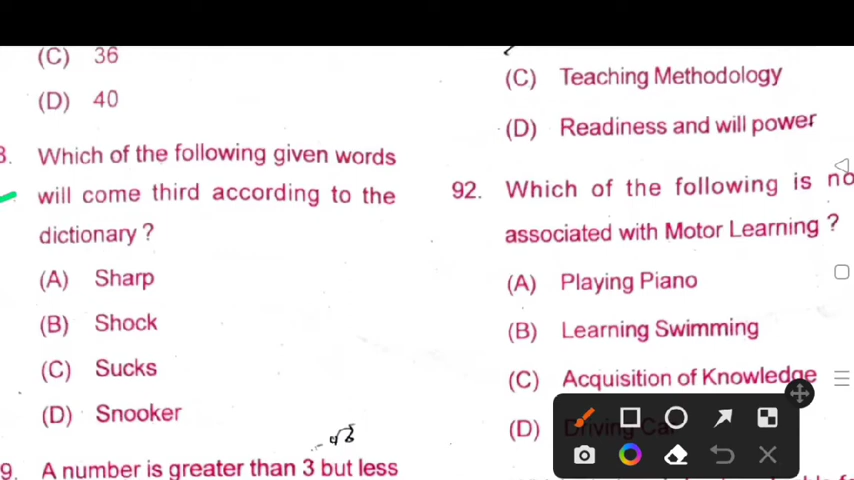 (C) 36
(D) 40
8. Which of the following given words
will come third according to the
dictionary ?
(A) Sharp
(B) Shock
(C) Sucks
(D) Snooker
9. A number is greater than 3 but less
(C) Teaching Methodology
(D) Readiness and will power
92. Which of the following is no
associated with Motor Learning ?
(A) Playing Piano
(B) Learning Swimming
(C) Acquisition of Knowledge
(D) Driving Car